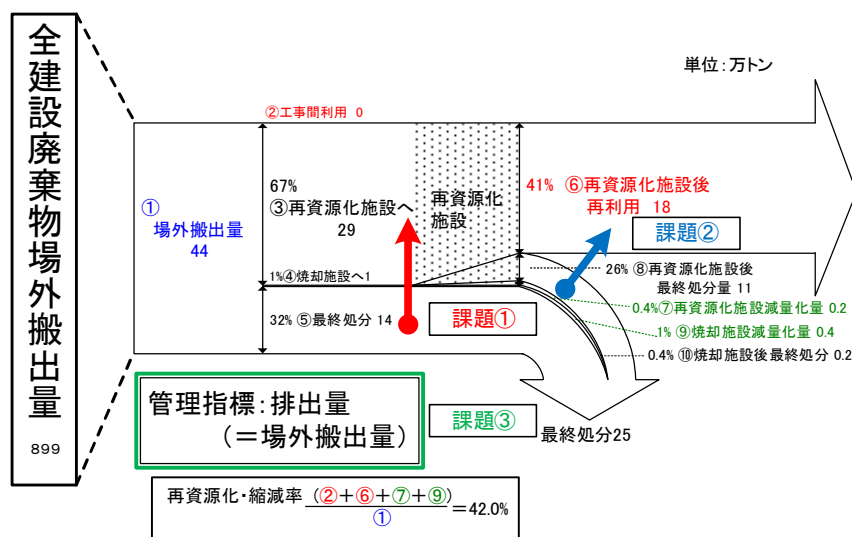 全建設廃棄物場外搬出量
899
単位：万トン
②工事間利用 0
①
場外搬出量
44
67%
③再資源化施設へ
29
再資源化
施設
41% ⑥再資源化施設後
再利用 18
課題②
1%④焼却施設へ1
26% ⑧再資源化施設後
最終処分量 11
0.4%⑦再資源化施設減量化量 0.2
32% ⑤最終処分 14
課題①
1% ⑨焼却施設減量化量 0.4
0.4% ⑩焼却施設後最終処分 0.2
管理指標：排出量
（＝場外搬出量）
課題③
最終処分25
再資源化・縮減率 (②＋⑥＋⑦＋⑨)
①
＝42.0%